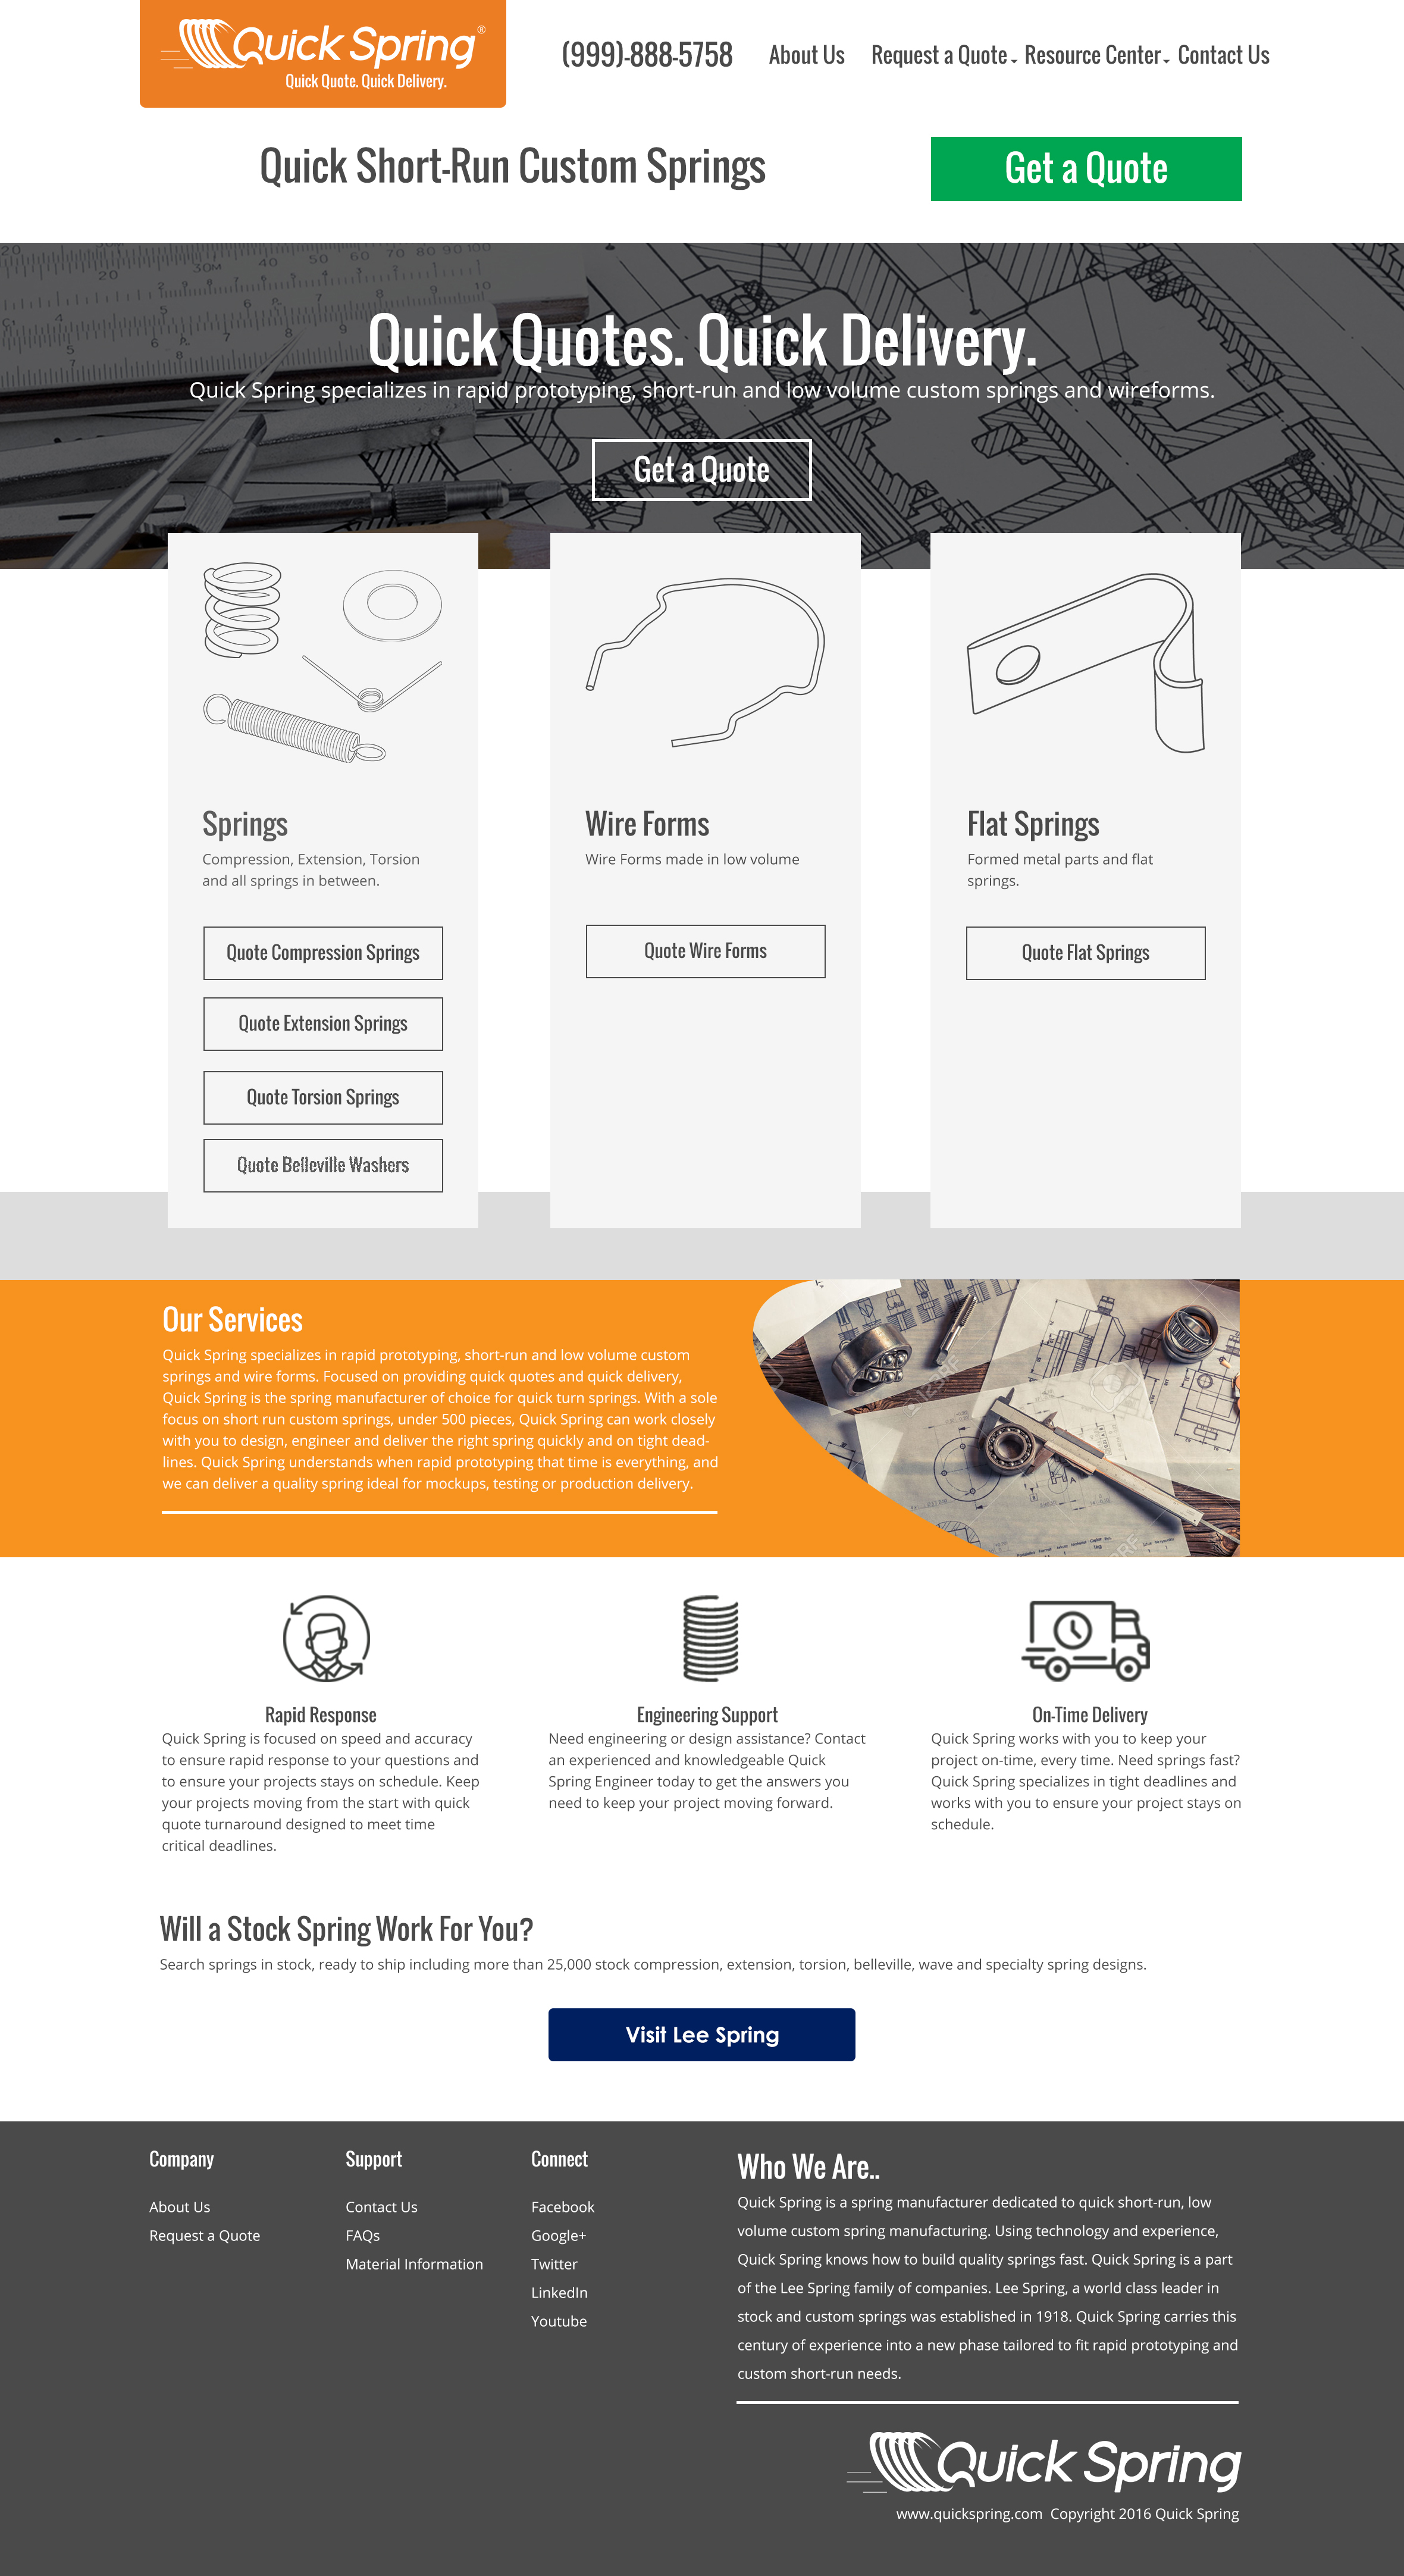 Quick Spring®
Quick Quote. Quick Delivery.
(999)-888-5758 About Us Request a Quote Resource Center Contact Us
Quick Short-Run Custom Springs
Get a Quote
Quick Quotes. Quick Delivery.
Quick Spring specializes in rapid prototyping, short-run and low volume custom springs and wireforms.
Get a Quote
Springs
Compression, Extension, Torsion
and all springs in between.
Quote Compression Springs
Quote Extension Springs
Quote Torsion Springs
Quote Belleville Washers
Wire Forms
Wire Forms made in low volume
Quote Wire Forms
Flat Springs
Formed metal parts and flat
springs.
Quote Flat Springs
Our Services
Quick Spring specializes in rapid prototyping, short-run and low volume custom
springs and wire forms. Focused on providing quick quotes and quick delivery,
Quick Spring is the spring manufacturer of choice for quick turn springs. With a sole
focus on short run custom springs, under 500 pieces, Quick Spring can work closely
with you to design, engineer and deliver the right spring quickly and on tight dead-
lines. Quick Spring understands when rapid prototyping that time is everything, and
we can deliver a quality spring ideal for mockups, testing or production delivery.
Rapid Response
Quick Spring is focused on speed and accuracy
to ensure rapid response to your questions and
to ensure your projects stays on schedule. Keep
your projects moving from the start with quick
quote turnaround designed to meet time
critical deadlines.
Engineering Support
Need engineering or design assistance? Contact
an experienced and knowledgeable Quick
Spring Engineer today to get the answers you
need to keep your project moving forward.
On-Time Delivery
Quick Spring works with you to keep your
project on-time, every time. Need springs fast?
Quick Spring specializes in tight deadlines and
works with you to ensure your project stays on
schedule.
Will a Stock Spring Work For You?
Search springs in stock, ready to ship including more than 25,000 stock compression, extension, torsion, belleville, wave and specialty spring designs.
Visit Lee Spring
Company
About Us
Request a Quote
Support
Contact Us
FAQs
Material Information
Connect
Facebook
Google+
Twitter
LinkedIn
Youtube
Who We Are..
Quick Spring is a spring manufacturer dedicated to quick short-run, low
volume custom spring manufacturing. Using technology and experience,
Quick Spring knows how to build quality springs fast. Quick Spring is a part
of the Lee Spring family of companies. Lee Spring, a world class leader in
stock and custom springs was established in 1918. Quick Spring carries this
century of experience into a new phase tailored to fit rapid prototyping and
custom short-run needs.
Quick Spring
www.quickspring.com Copyright 2016 Quick Spring